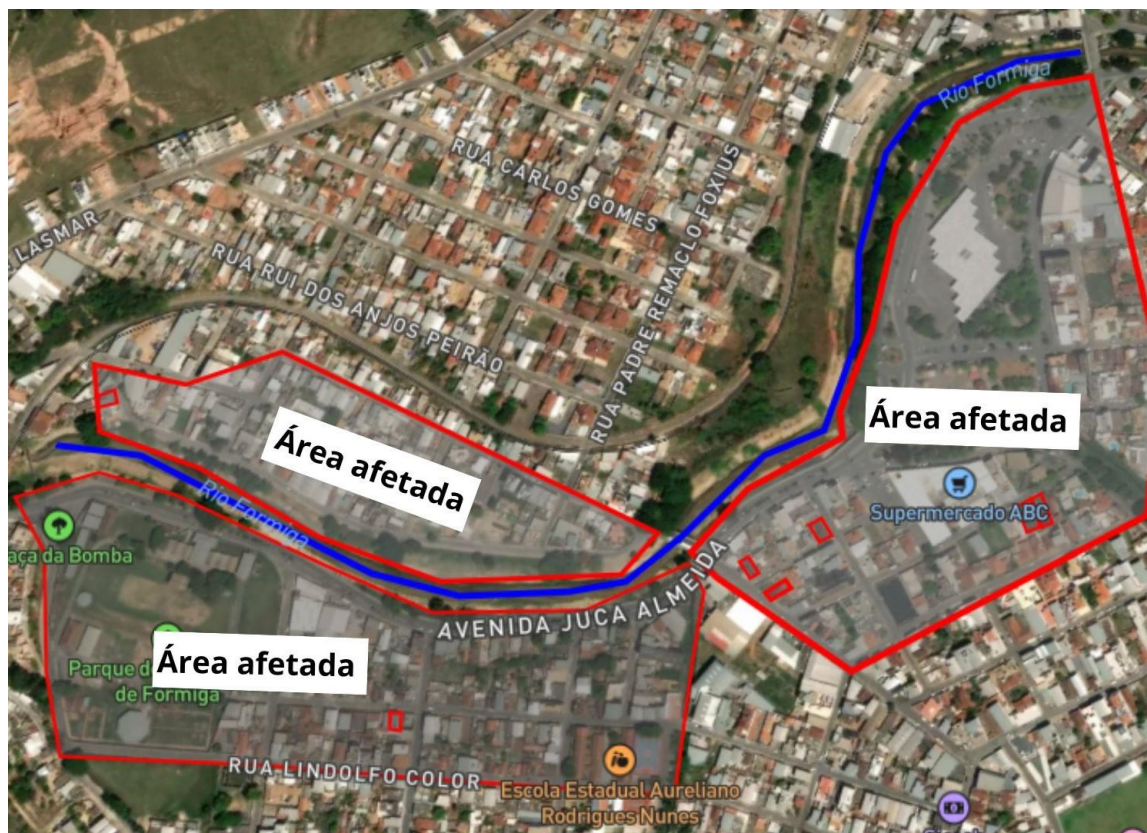 Rio Formiga
RUA CARLOS GOMES
RUA PADRE REMACLO FOXIUS
LASMAR
RUA RUI DOS ANJOS PEIRÃO
Área afetada
Área afetada
Supermercado ABC
Rio Formiga
aça da Bomba
AVENIDA JUCA ALMEIDA
Área afetada
Parque de
de Formiga
RUA LINDOLFO COLOR
Escola Estadual Aureliano
Rodrigues Nunes